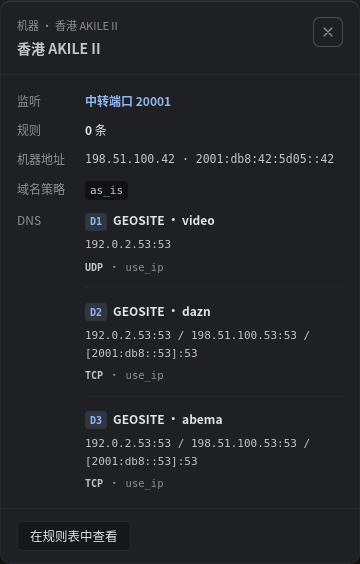 机器 · 香港 AKILE II
香港 AKILE II
监听 中转端口 20001
规则 0 条
机器地址 198.51.100.42 · 2001:db8:42:5d05::42
域名策略 as_is
DNS D1 GEOSITE · video
192.0.2.53:53
UDP · use_ip
D2 GEOSITE · dazn
192.0.2.53:53 / 198.51.100.53:53 /
[2001:db8::53]:53
TCP · use_ip
D3 GEOSITE · abema
192.0.2.53:53 / 198.51.100.53:53 /
[2001:db8::53]:53
TCP · use_ip
在规则表中查看